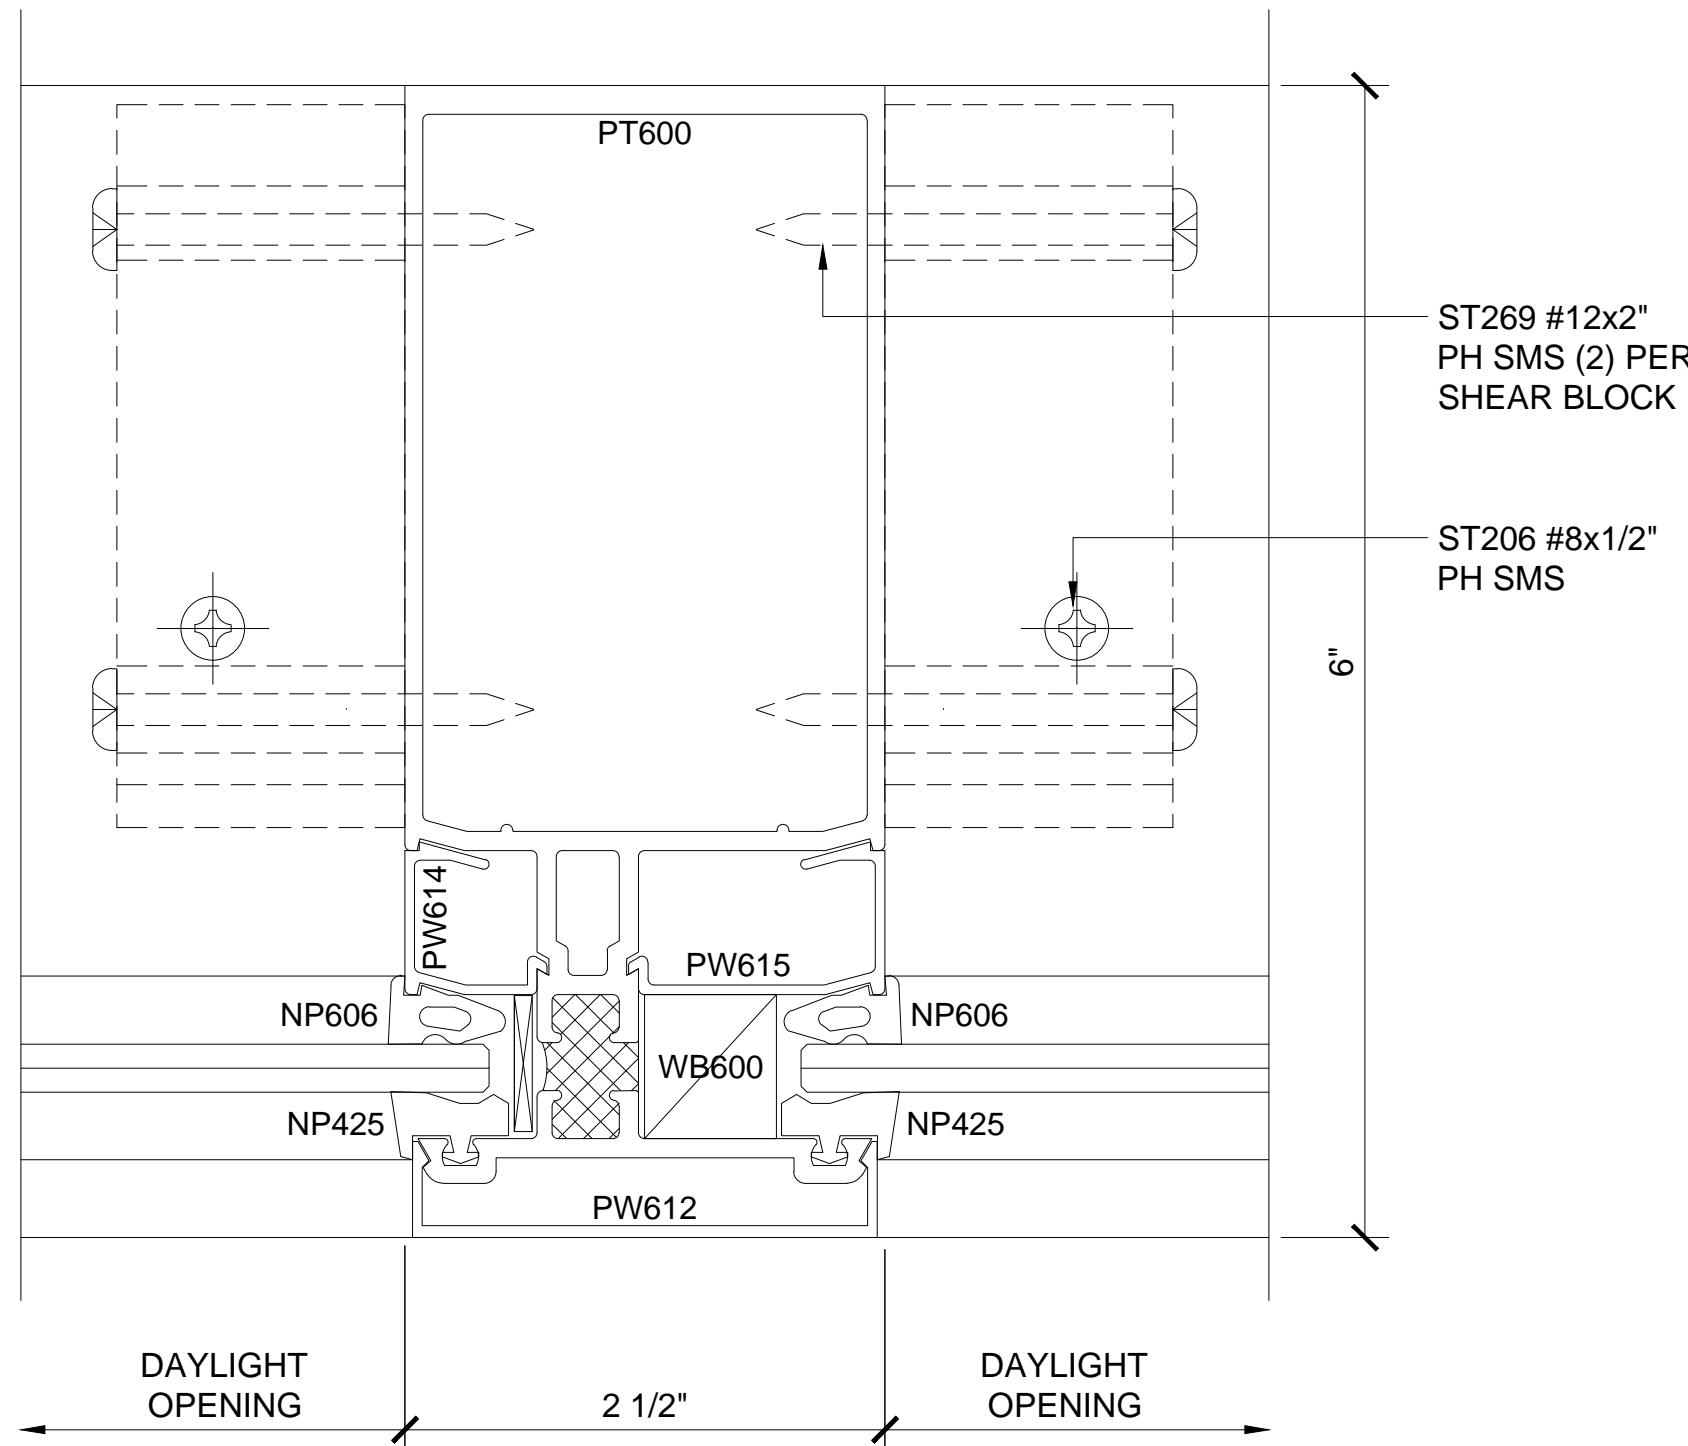 PT600
ST269 #12x2"
PH SMS (2) PER
SHEAR BLOCK
ST206 #8x1/2"
PH SMS
6"
PW614
PW615
NP606
NP606
WB600
NP425
NP425
PW612
DAYLIGHT
OPENING
2 1/2"
DAYLIGHT
OPENING